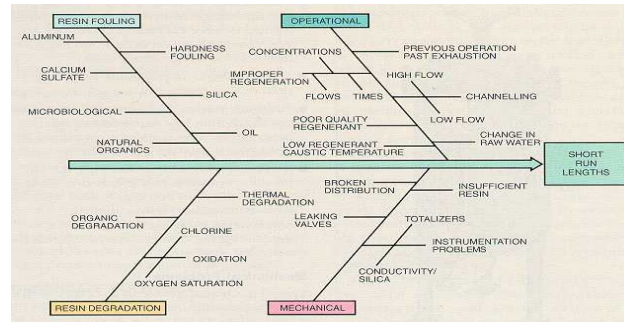 RESIN FOULING
OPERATIONAL
ALUMINUM
HARDNESS
FOULING
CALCIUM
SULFATE
SILICA
MICROBIOLOGICAL
OIL
NATURAL
ORGANICS
CONCENTRATIONS
PREVIOUS OPERATION
PAST EXHAUSTION
IMPROPER
REGENERATION
FLOWS
TIMES
HIGH FLOW
CHANNELLING
LOW FLOW
POOR QUALITY
REGENERANT
LOW REGENERANT
CAUSTIC TEMPERATURE
CHANGE IN
RAW WATER
SHORT
RUN
LENGTHS
THERMAL
DEGRADATION
ORGANIC
DEGRADATION
CHLORINE
OXIDATION
OXYGEN SATURATION
BROKEN
DISTRIBUTION
INSUFFICIENT
RESIN
LEAKING
VALVES
TOTALIZERS
INSTRUMENTATION
PROBLEMS
CONDUCTIVITY/
SILICA
RESIN DEGRADATION
MECHANICAL